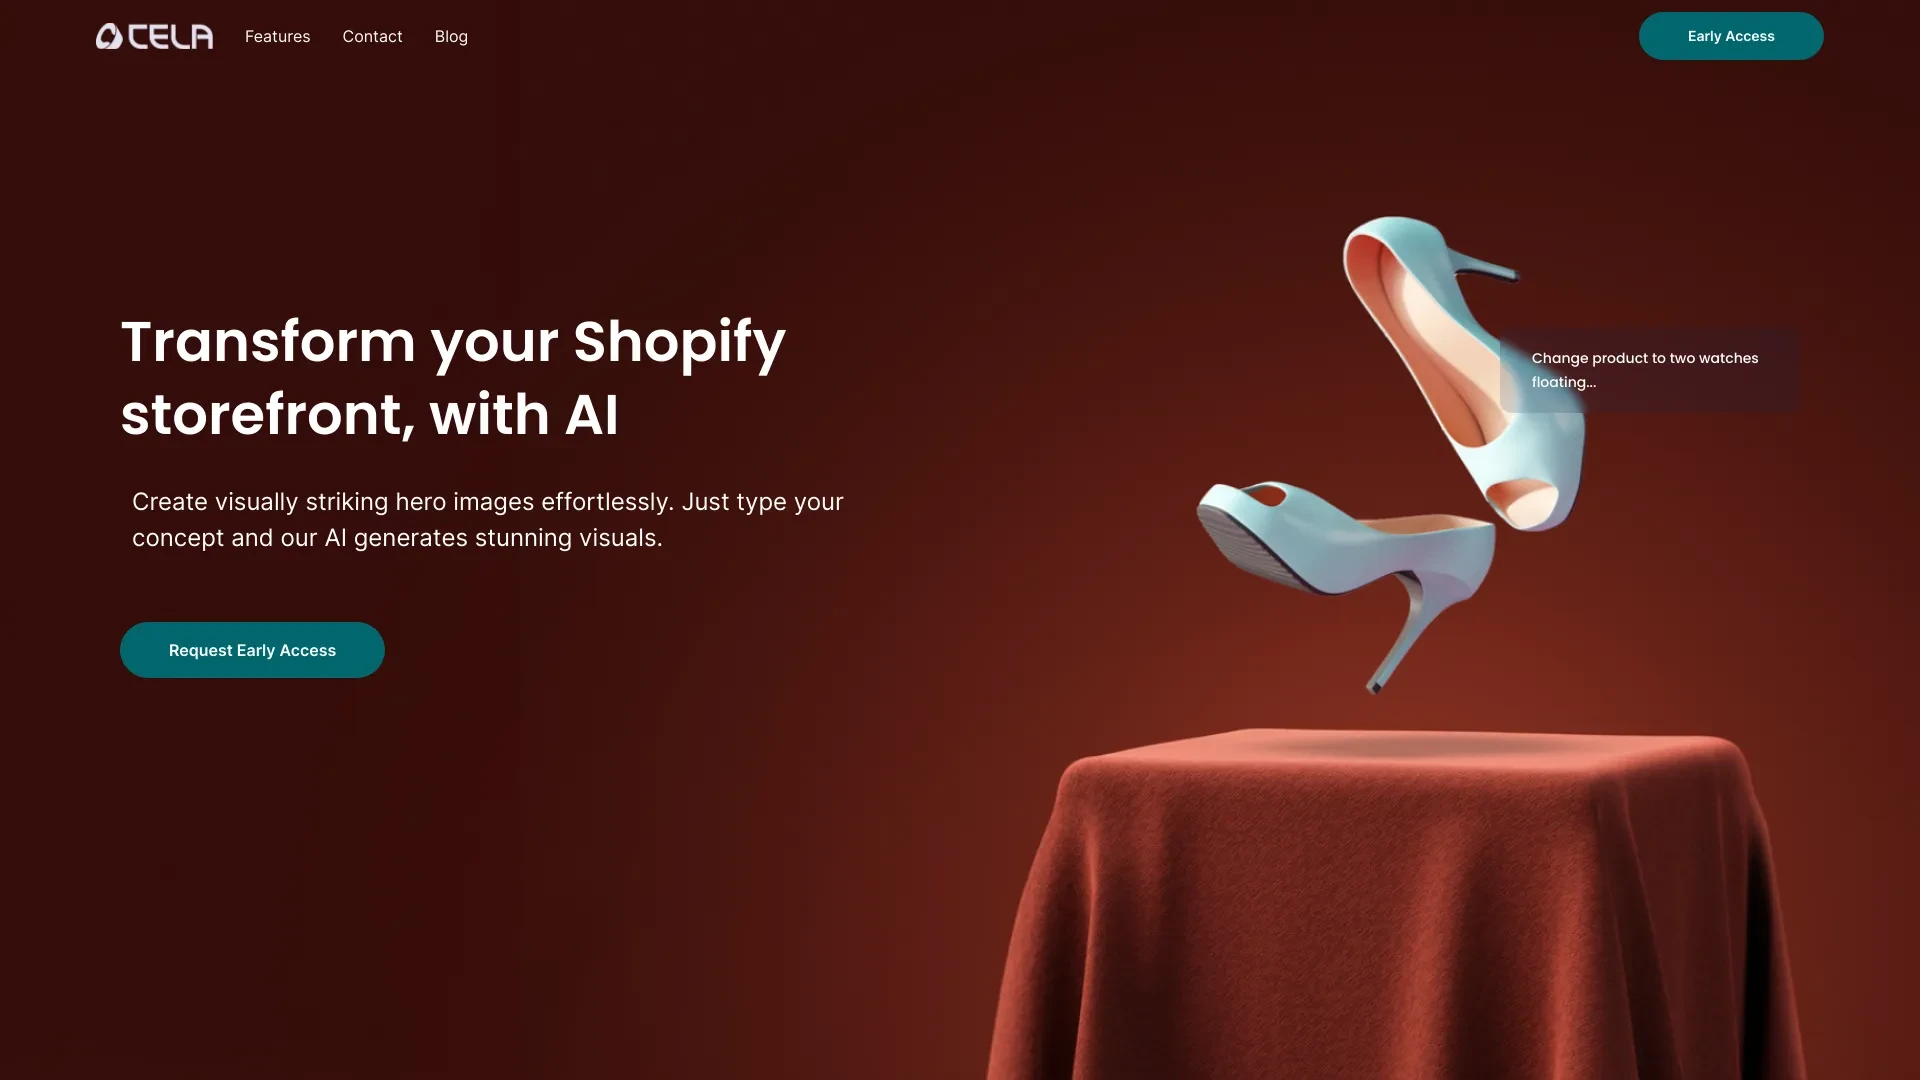 CELA
Features
Contact
Blog
Early Access
Transform your Shopify
storefront, with AI
Change product to two watches
floating...
Create visually striking hero images effortlessly. Just type your
concept and our AI generates stunning visuals.
Request Early Access